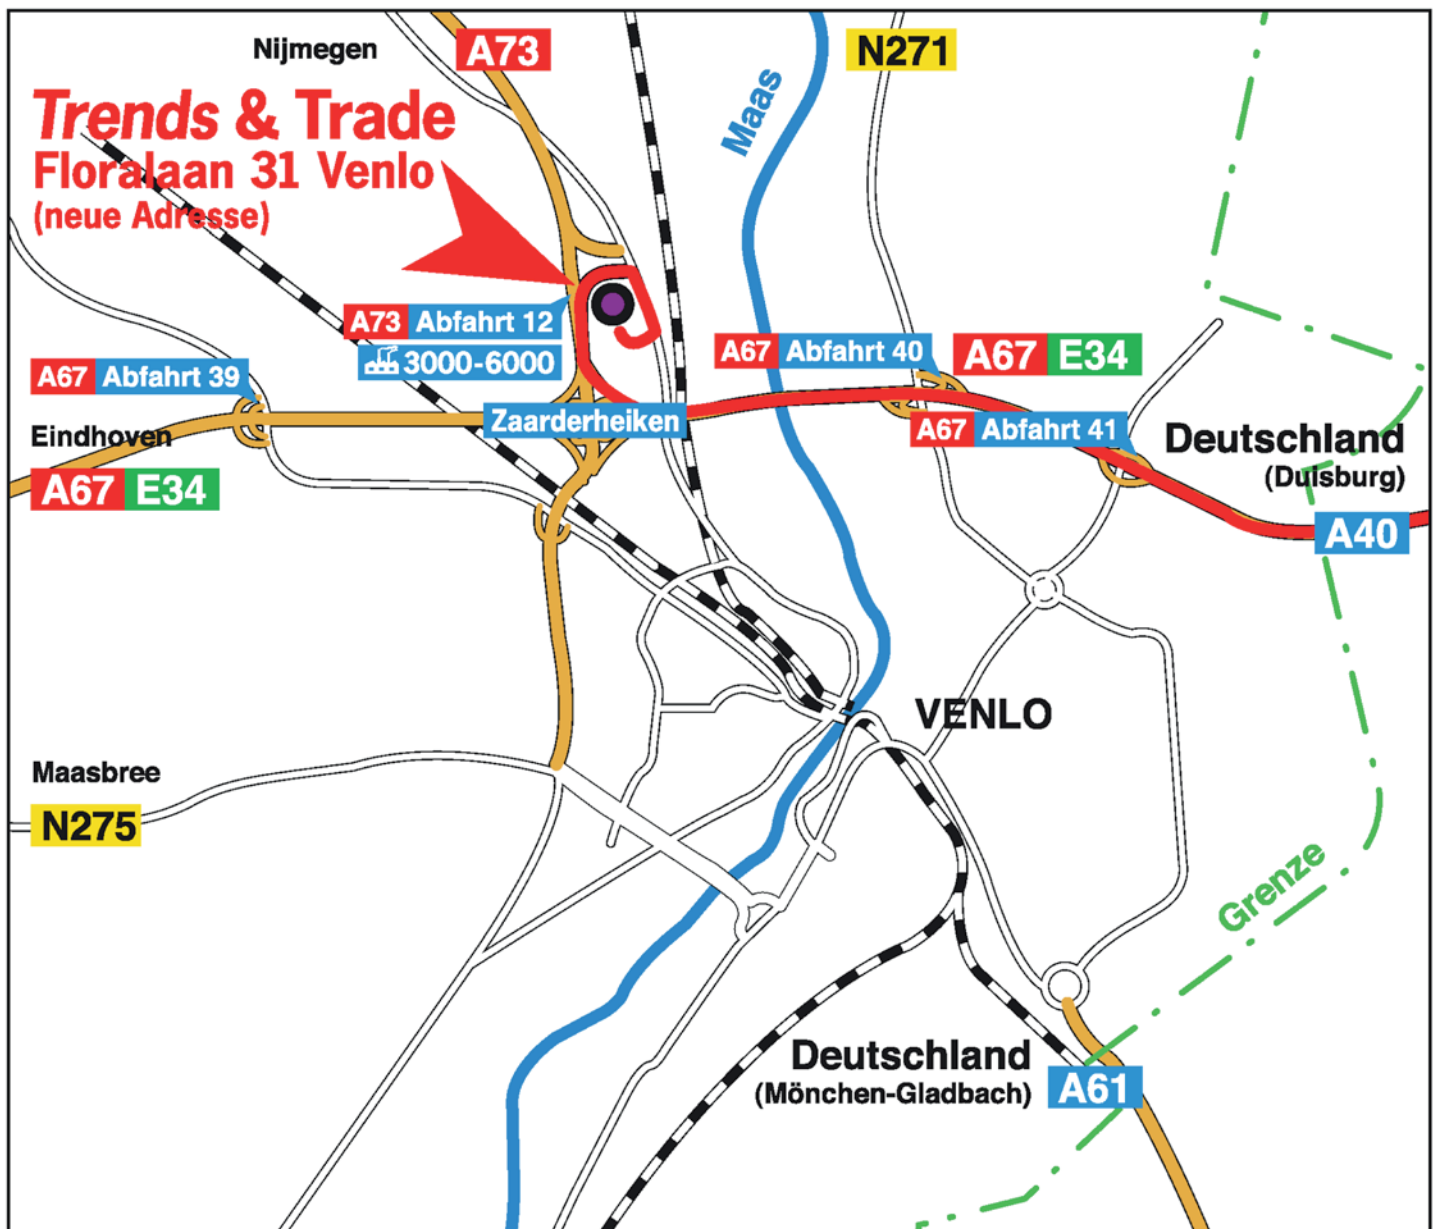 Nijmegen
A73
N271
Maas
Trends & Trade
Floralaan 31 Venlo
(neue Adresse)
A73 Abfahrt 12
3000-6000
A67 Abfahrt 40
A67 E34
A67 Abfahrt 39
Zaarderheiken
A67 Abfahrt 41
Eindhoven
A67 E34
Deutschland
(Duisburg)
A40
VENLO
Maasbree
N275
Grenze
Deutschland
(Mönchen-Gladbach)
A61